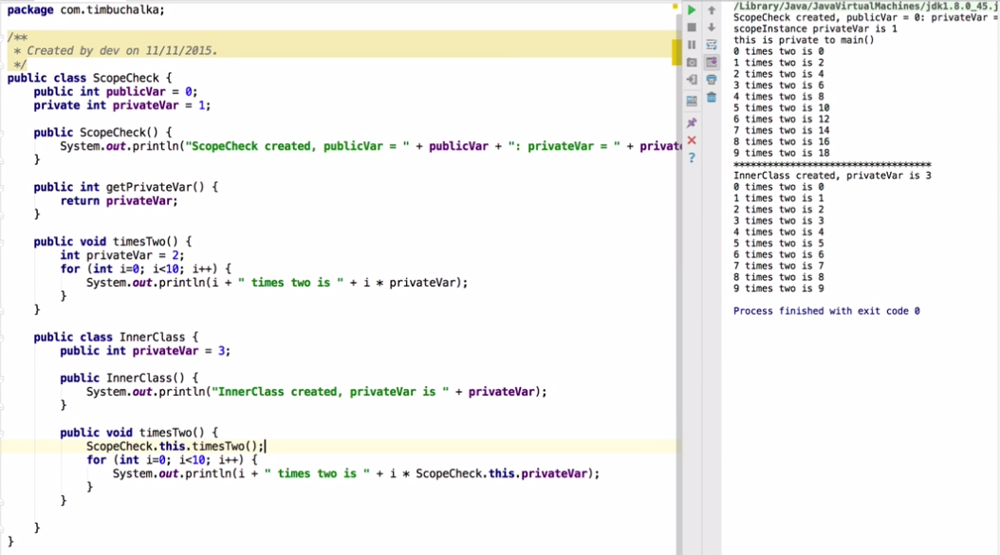 package com.timbuchalka;
/**
 * Created by dev on 11/11/2015.
 */
public class ScopeCheck {
    public int publicVar = 0;
    private int privateVar = 1;
    public ScopeCheck() {
        System.out.println("ScopeCheck created, publicVar = " + publicVar + ": privateVar = " + privat
    }
    public int getPrivateVar() {
        return privateVar;
    }
    public void timesTwo() {
        int privateVar = 2;
        for (int i=0; i<10; i++) {
            System.out.println(i + " times two is " + i * privateVar);
        }
    }
    public class InnerClass {
        public int privateVar = 3;
        public InnerClass() {
            System.out.println("InnerClass created, privateVar is " + privateVar);
        }
        public void timesTwo() {
            ScopeCheck.this.timesTwo();
            for (int i=0; i<10; i++) {
                System.out.println(i + " times two is " + i * ScopeCheck.this.privateVar);
            }
        }
    }
}
/Library/Java/JavaVirtualMachines/jdk1.8.0_45.j
ScopeCheck created, publicVar = 0: privateVar =
scopeInstance privateVar is 1
this is private to main()
0 times two is 0
1 times two is 2
2 times two is 4
3 times two is 6
4 times two is 8
5 times two is 10
6 times two is 12
7 times two is 14
8 times two is 16
9 times two is 18
***********************************
InnerClass created, privateVar is 3
0 times two is 0
1 times two is 1
2 times two is 2
3 times two is 3
4 times two is 4
5 times two is 5
6 times two is 6
7 times two is 7
8 times two is 8
9 times two is 9
Process finished with exit code 0